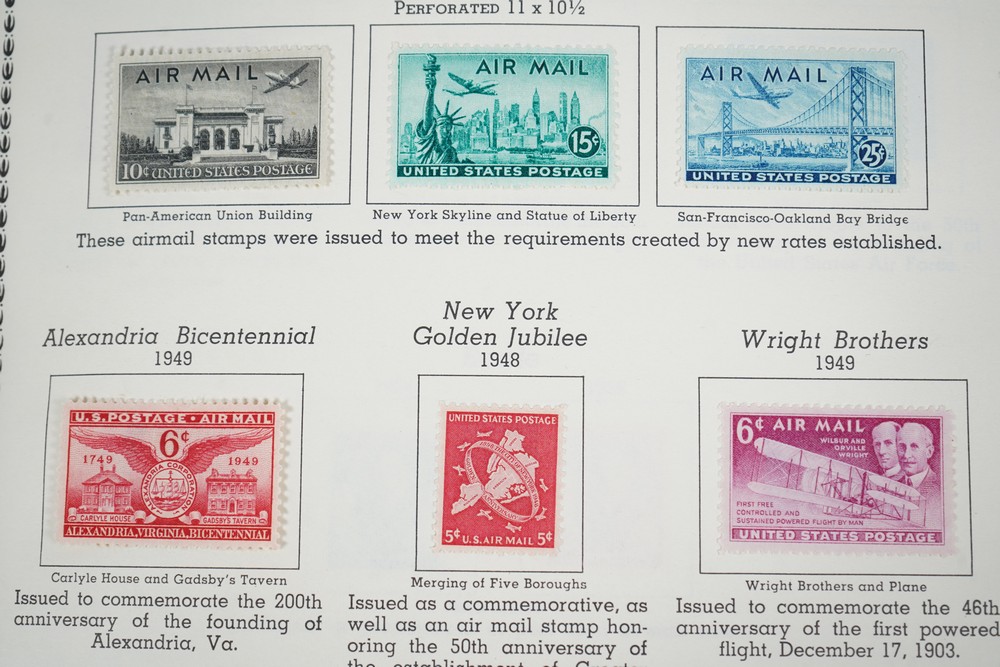 PERFORATED 11 x 10½
AIR MAIL
10¢ UNITED STATES POSTAGE
Pan-American Union Building
AIR MAIL
15¢
UNITED STATES POSTAGE
New York Skyline and Statue of Liberty
AIR MAIL
25¢
UNITED STATES POSTAGE
San-Francisco-Oakland Bay Bridge
These airmail stamps were issued to meet the requirements created by new rates established.
Alexandria Bicentennial
1949
U.S. POSTAGE • AIR MAIL
6¢
1749 1949
ALEXANDRIA CORPORATION
CARLYLE HOUSE GADSBY'S TAVERN
ALEXANDRIA, VIRGINIA, BICENTENNIAL
Carlyle House and Gadsby's Tavern
Issued to commemorate the 200th
anniversary of the founding of
Alexandria, Va.
New York
Golden Jubilee
1948
UNITED STATES POSTAGE
5¢ U.S. AIR MAIL 5¢
Merging of Five Boroughs
Issued as a commemorative, as
well as an air mail stamp hon-
oring the 50th anniversary of
the establishment of Greater
Wright Brothers
1949
6¢ AIR MAIL
WILBUR AND
ORVILLE
WRIGHT
FIRST FREE
CONTROLLED AND
SUSTAINED POWERED FLIGHT BY MAN
UNITED STATES POSTAGE
Wright Brothers and Plane
Issued to commemorate the 46th
anniversary of the first powered
flight, December 17, 1903.